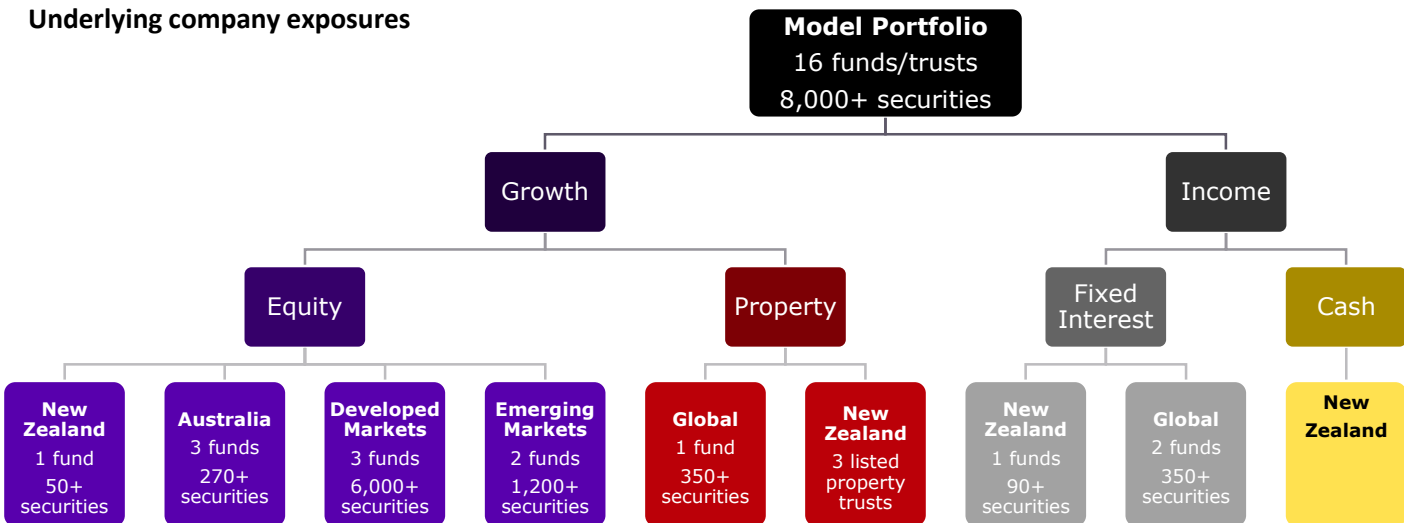 Underlying company exposures
Model Portfolio
16 funds/trusts
8,000+ securities
Growth
Income
Equity
Property
Fixed
Interest
Cash
New
Zealand
1 fund
50+
securities
Australia
3 funds
270+
securities
Developed
Markets
3 funds
6,000+
securities
Emerging
Markets
2 funds
1,200+
securities
Global
1 fund
350+
securities
New
Zealand
3 listed
property
trusts
New
Zealand
1 funds
90+
securities
Global
2 funds
350+
securities
New
Zealand